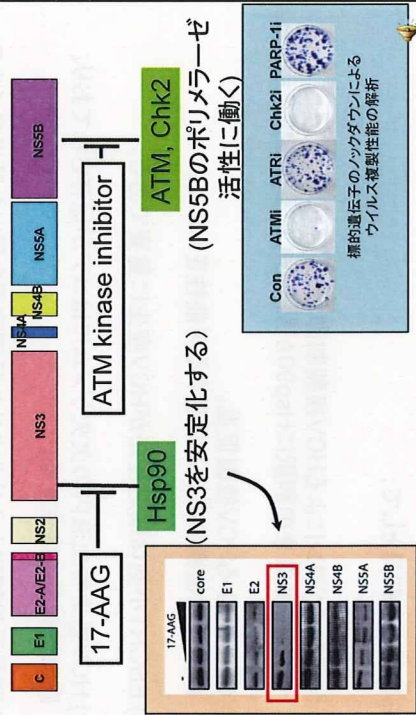 C
E1
E2-A/E2-B
NS2
NS3
NS4A
NS4B
NS5A
NS5B
17-AAG
ATM kinase inhibitor
Hsp90
(NS3を安定化する)
ATM, Chk2
(NS5Bのポリメラーゼ
活性に働く)
17-AAG
-
core
E1
E2
NS3
NS4A
NS4B
NS5A
NS5B
Con ATMi ATRi Chk2i PARP-1i
標的遺伝子のノックダウンによる
ウイルス複製性能の解析